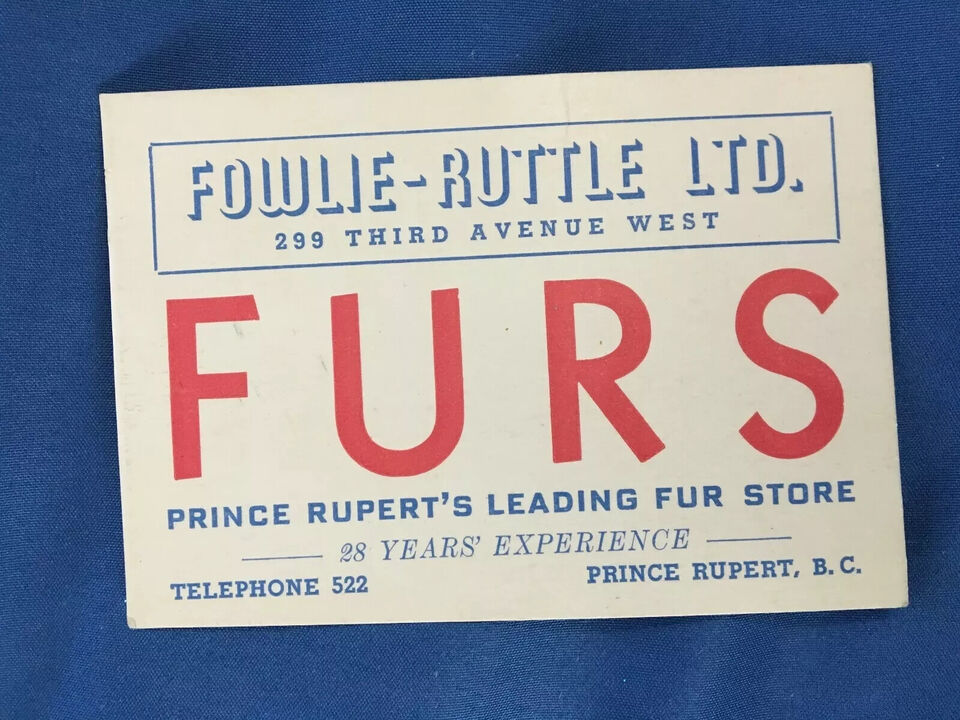 FOWLIE-RUTTLE LTD.
299 THIRD AVENUE WEST
FURS
PRINCE RUPERT'S LEADING FUR STORE
28 YEARS' EXPERIENCE
TELEPHONE 522
PRINCE RUPERT, B.C.